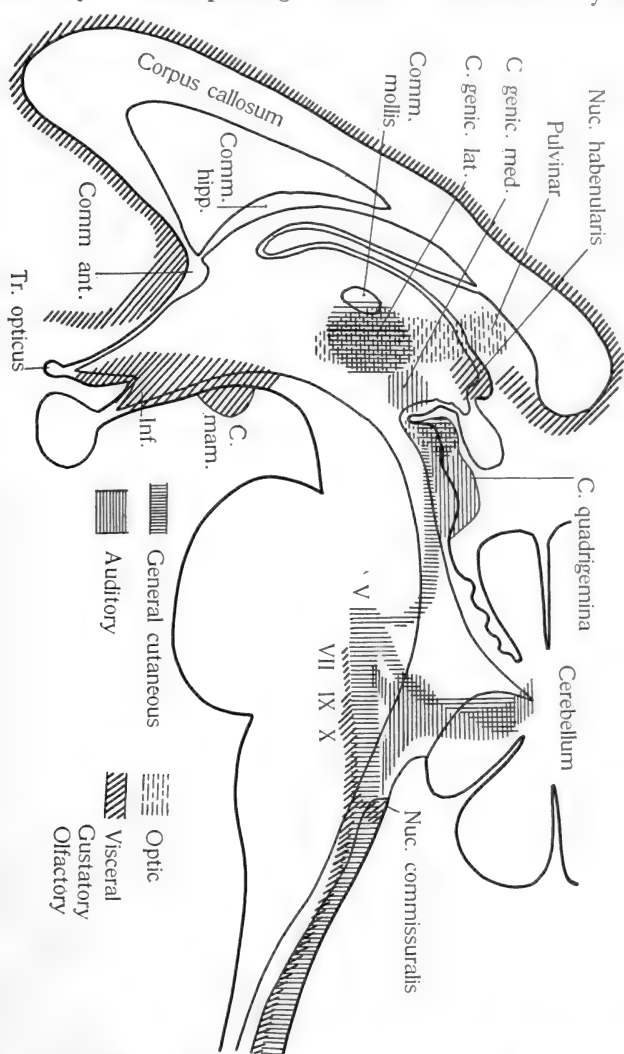 Corpus callosum
Comm.
hipp.
Comm ant.
Tr. opticus
Comm.
mollis
C. genic. lat.
C genic. med.
Pulvinar
Nuc. habenularis
Inf.
C.
mam.
C. quadrigemina
Cerebellum
V
VII IX X
Nuc. commissuralis
General cutaneous
Auditory
Optic
Visceral
Gustatory
Olfactory